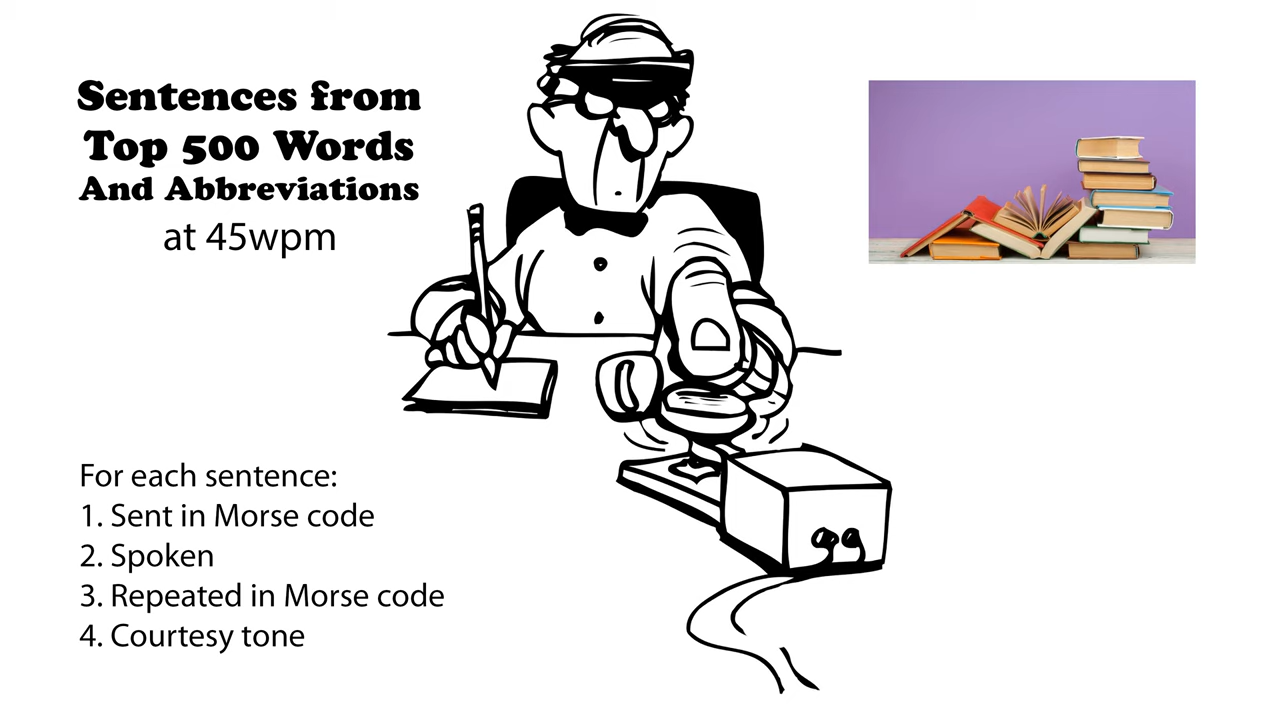 Sentences from
Top 500 Words
And Abbreviations
at 45wpm
For each sentence:
1. Sent in Morse code
2. Spoken
3. Repeated in Morse code
4. Courtesy tone